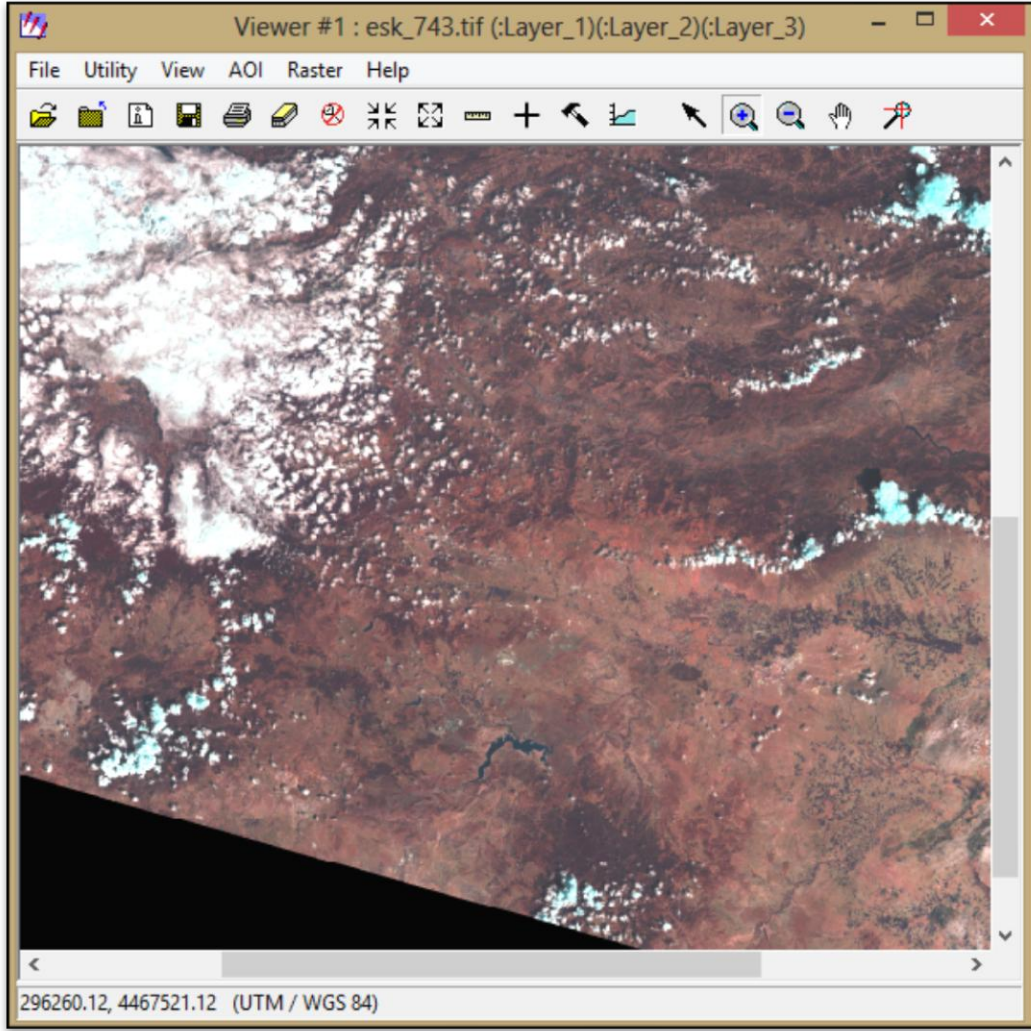 Viewer #1 : esk_743.tif (:Layer_1)(:Layer_2)(:Layer_3)
File Utility View AOI Raster Help
296260.12, 4467521.12 (UTM / WGS 84)